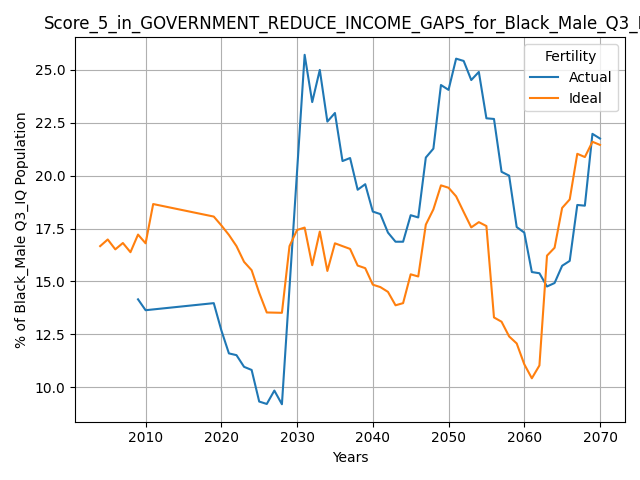 Score_5_in_GOVERNMENT_REDUCE_INCOME_GAPS_for_Black_Male_Q3_
Fertility
Actual
Ideal
25.0
22.5
20.0
17.5
15.0
12.5
10.0
% of Black_Male Q3_IQ Population
2010 2020 2030 2040 2050 2060 2070
Years